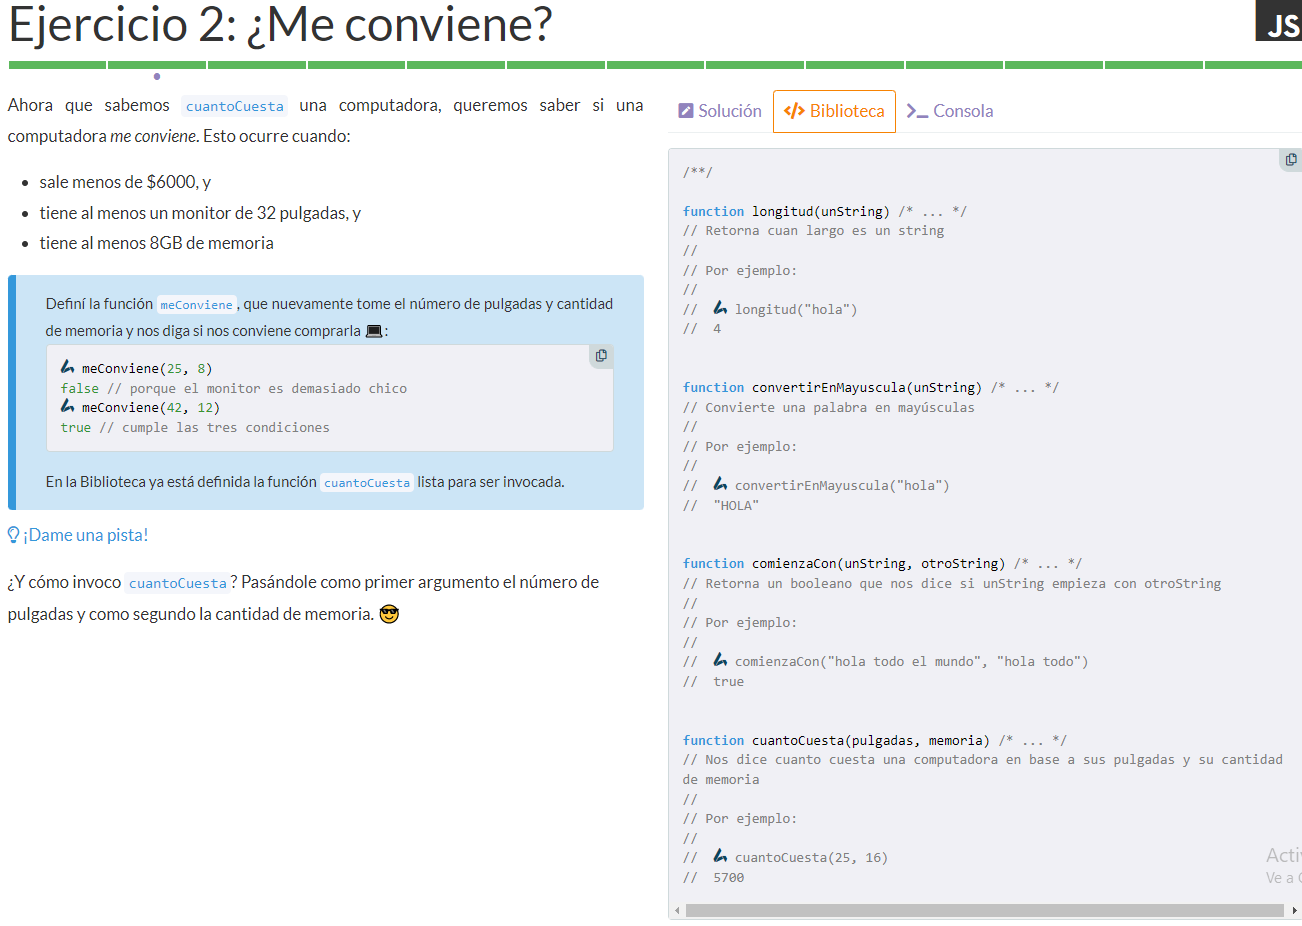 Ejercicio 2: ¿Me conviene?
JS
Ahora que sabemos cuantoCuesta una computadora, queremos saber si una
computadora me conviene. Esto ocurre cuando:
sale menos de $6000, y
tiene al menos un monitor de 32 pulgadas, y
tiene al menos 8GB de memoria
Definí la función meConviene, que nuevamente tome el número de pulgadas y cantidad
de memoria y nos diga si nos conviene comprarla 💻:
meConviene(25, 8)
false // porque el monitor es demasiado chico
meConviene(42, 12)
true // cumple las tres condiciones
En la Biblioteca ya está definida la función cuantoCuesta lista para ser invocada.
¡Dame una pista!
¿Y cómo invoco cuantoCuesta? Pasándole como primer argumento el número de
pulgadas y como segundo la cantidad de memoria. 😎
Solución </> Biblioteca >_ Consola
/**/
function longitud(unString) /* ... */
// Retorna cuan largo es un string
//
// Por ejemplo:
//
// longitud("hola")
// 4
function convertirEnMayuscula(unString) /* ... */
// Convierte una palabra en mayúsculas
//
// Por ejemplo:
//
// convertirEnMayuscula("hola")
// "HOLA"
function comienzaCon(unString, otroString) /* ... */
// Retorna un booleano que nos dice si unString empieza con otroString
//
// Por ejemplo:
//
// comienzaCon("hola todo el mundo", "hola todo")
// true
function cuantoCuesta(pulgadas, memoria) /* ... */
// Nos dice cuanto cuesta una computadora en base a sus pulgadas y su cantidad
de memoria
//
// Por ejemplo:
//
// cuantoCuesta(25, 16)
// 5700
Ve a